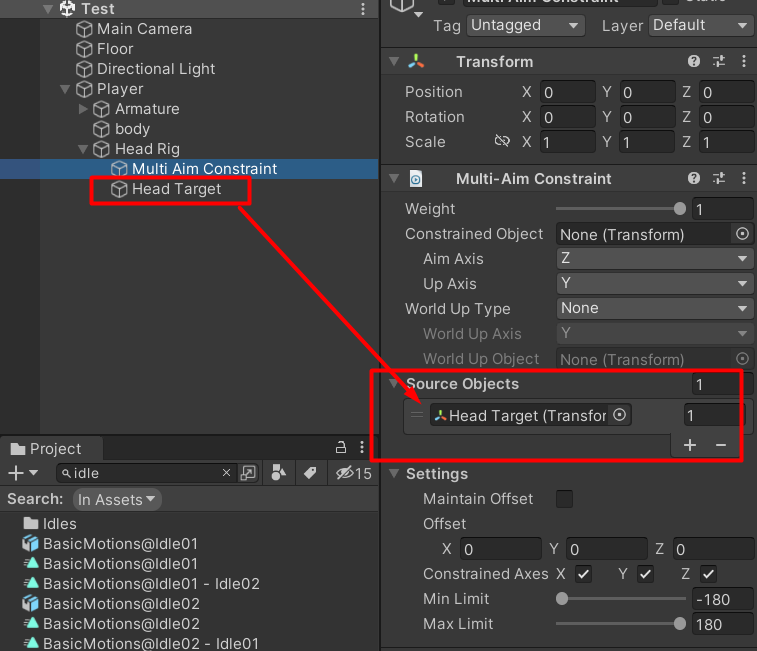 Test
Main Camera
Floor
Directional Light
Player
Armature
body
Head Rig
Multi Aim Constraint
Head Target
Project
idle
15
Search: In Assets
Idles
BasicMotions@Idle01
BasicMotions@Idle01
BasicMotions@Idle01 - Idle02
BasicMotions@Idle02
BasicMotions@Idle02
BasicMotions@Idle02 - Idle01
Multi Aim Constraint
Static
Tag Untagged Layer Default
Transform
Position X 0 Y 0 Z 0
Rotation X 0 Y 0 Z 0
Scale X 1 Y 1 Z 1
Multi-Aim Constraint
Weight 1
Constrained Object None (Transform)
Aim Axis Z
Up Axis Y
World Up Type None
World Up Axis Y
World Up Object None (Transform)
Source Objects 1
Head Target (Transfor 1
Settings
Maintain Offset
Offset
X 0 Y 0 Z 0
Constrained Axes X Y Z
Min Limit -180
Max Limit 180